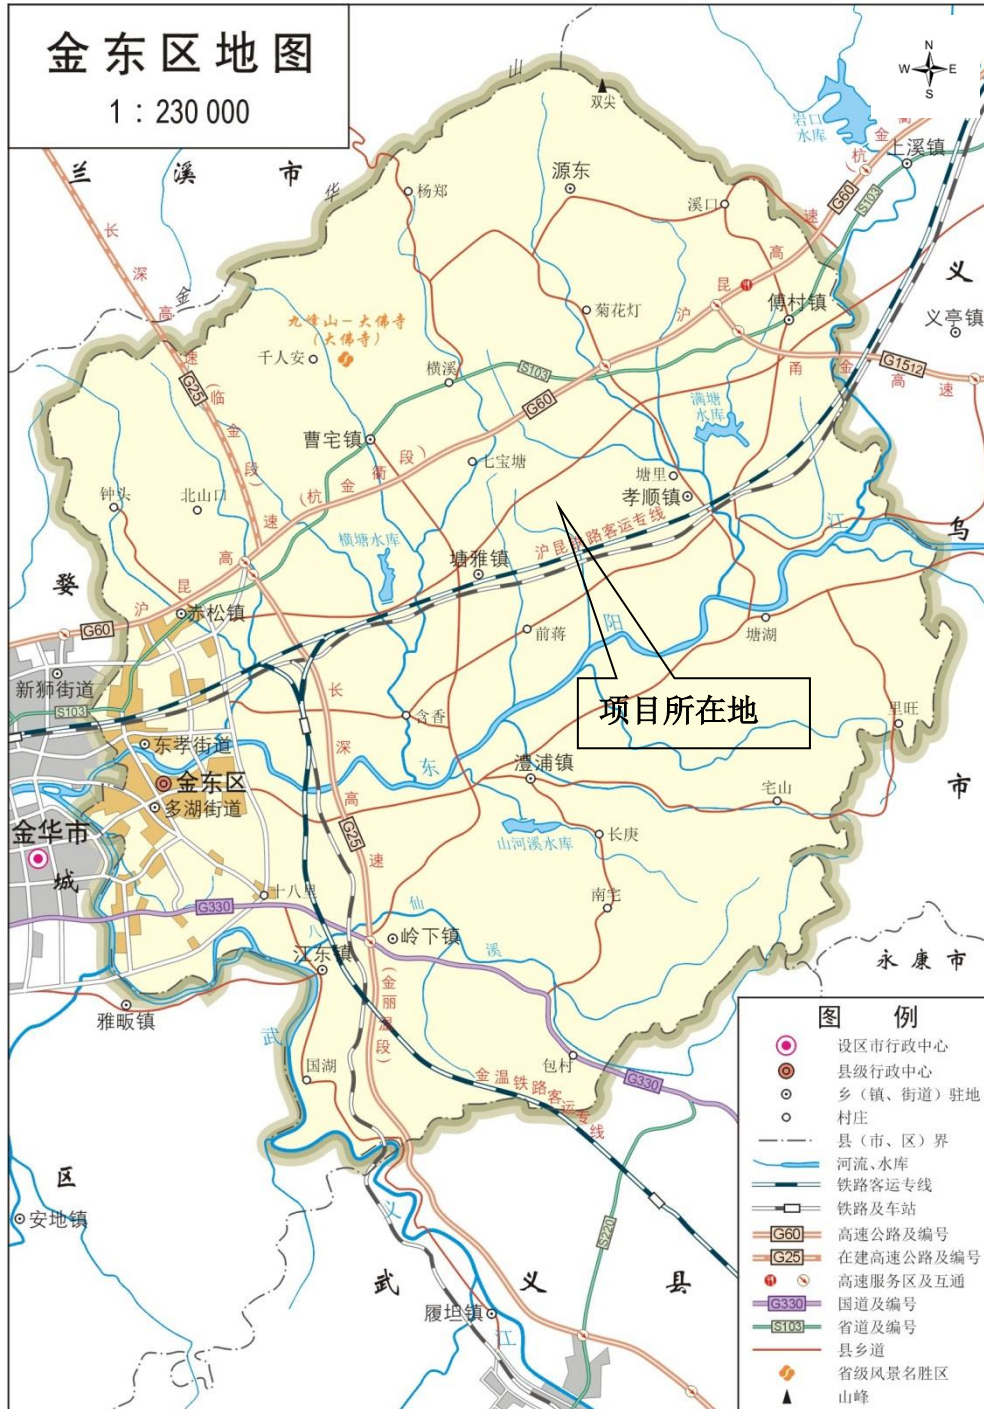 金东区地图
1：230 000
N
W E
S
兰溪市
山
双尖
岩口
水库
上溪镇
金
衢
(杭
G60
S103
杨郑
源东
溪口
华
金
长
深
高
速
(临
金
段)
G25
速
高
昆
沪
义
义亭镇
傅村镇
菊花灯
九峰山－大佛寺
(大佛寺)
千人安
横溪
S103
G60
G1512
甬
金
高
速
满塘
水库
曹宅镇
七宝塘
塘里
孝顺镇
钟头
北山口
(杭金衢段)
速
高
昆
沪
横塘水库
沪昆铁路客运专线
塘雅镇
江
乌
婺
赤松镇
G60
前蒋
阳
塘湖
新狮街道
S103
长
深
高
速
含香
项目所在地
里旺
东孝街道
东
澧浦镇
金东区
多湖街道
宅山
市
金华市
城
G25
山河溪水库
长庚
十八里
南宅
G330
八
仙
溪
岭下镇
江东镇
永康市
雅畈镇
武
(金丽温段)
国湖
包村
G330
金温铁路客运专线
区
安地镇
义
S220
武义县
履坦镇
江
图例
设区市行政中心
县级行政中心
乡（镇、街道）驻地
村庄
县（市、区）界
河流、水库
铁路客运专线
铁路及车站
G60 高速公路及编号
G25 在建高速公路及编号
高速服务区及互通
G330 国道及编号
S103 省道及编号
县乡道
省级风景名胜区
山峰